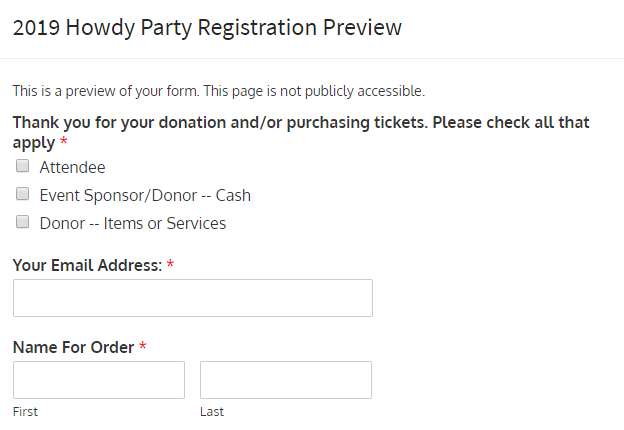 2019 Howdy Party Registration Preview
This is a preview of your form. This page is not publicly accessible.
Thank you for your donation and/or purchasing tickets. Please check all that
apply *
Attendee
Event Sponsor/Donor -- Cash
Donor -- Items or Services
Your Email Address: *
Name For Order *
First Last